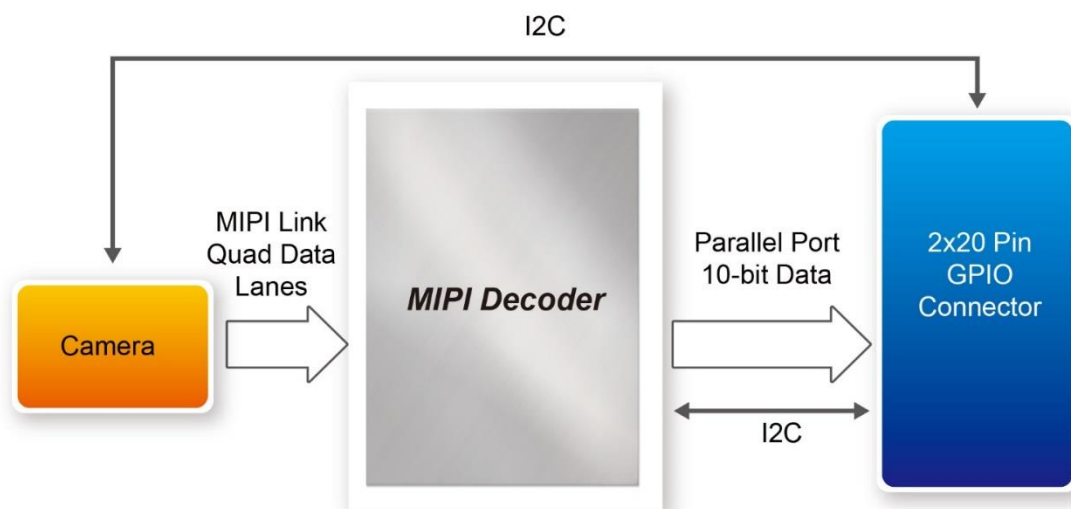 I2C
MIPI Link
Quad Data
Lanes
Camera
MIPI Decoder
Parallel Port
10-bit Data
I2C
2x20 Pin
GPIO
Connector